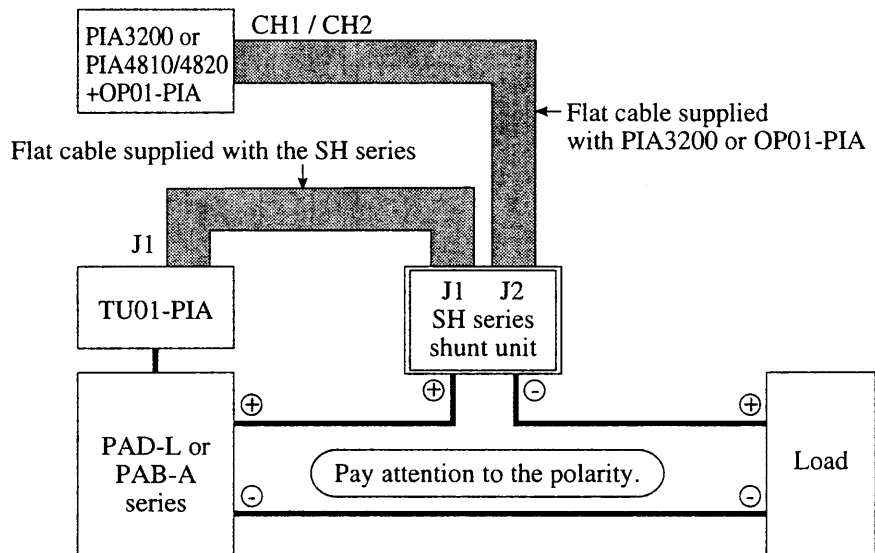 PIA3200 or
PIA4810/4820
+OP01-PIA
CH1 / CH2
Flat cable supplied
with PIA3200 or OP01-PIA
Flat cable supplied with the SH series
J1
TU01-PIA
J1 J2
SH series
shunt unit
+ -
+ +
PAD-L or
PAB-A
series
Pay attention to the polarity.
Load
- -